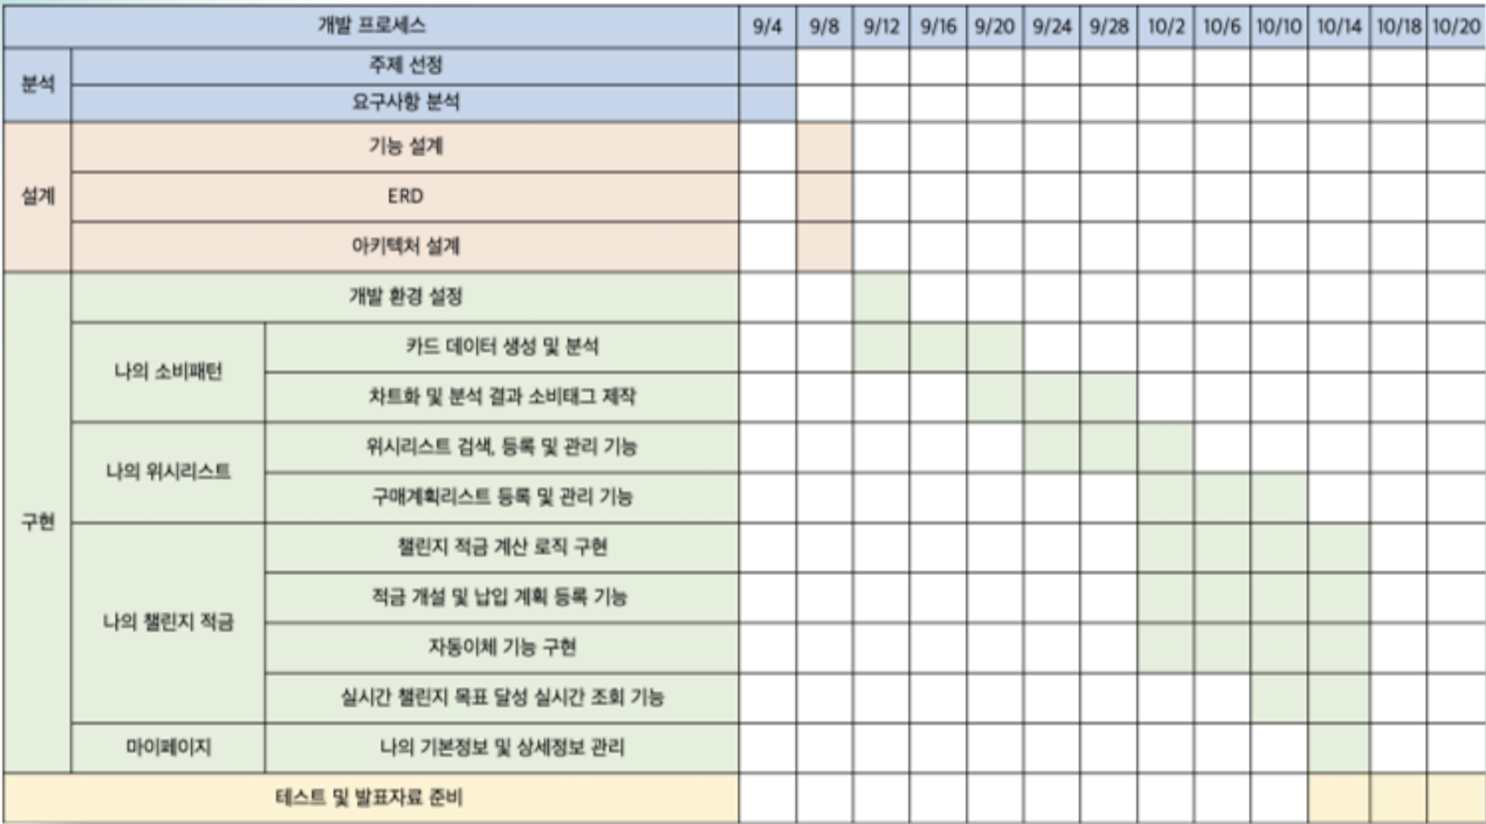 개발 프로세스 9/4 9/8 9/12 9/16 9/20 9/24 9/28 10/2 10/6 10/10 10/14 10/18 10/20
분석
주제 선정
요구사항 분석
설계
기능 설계
ERD
아키텍처 설계
구현
개발 환경 설정
나의 소비패턴
카드 데이터 생성 및 분석
차트화 및 분석 결과 소비태그 제작
나의 위시리스트
위시리스트 검색, 등록 및 관리 기능
구매계획리스트 등록 및 관리 기능
나의 챌린지 적금
챌린지 적금 계산 로직 구현
적금 개설 및 납입 계획 등록 기능
자동이체 기능 구현
실시간 챌린지 목표 달성 실시간 조회 기능
마이페이지
나의 기본정보 및 상세정보 관리
테스트 및 발표자료 준비